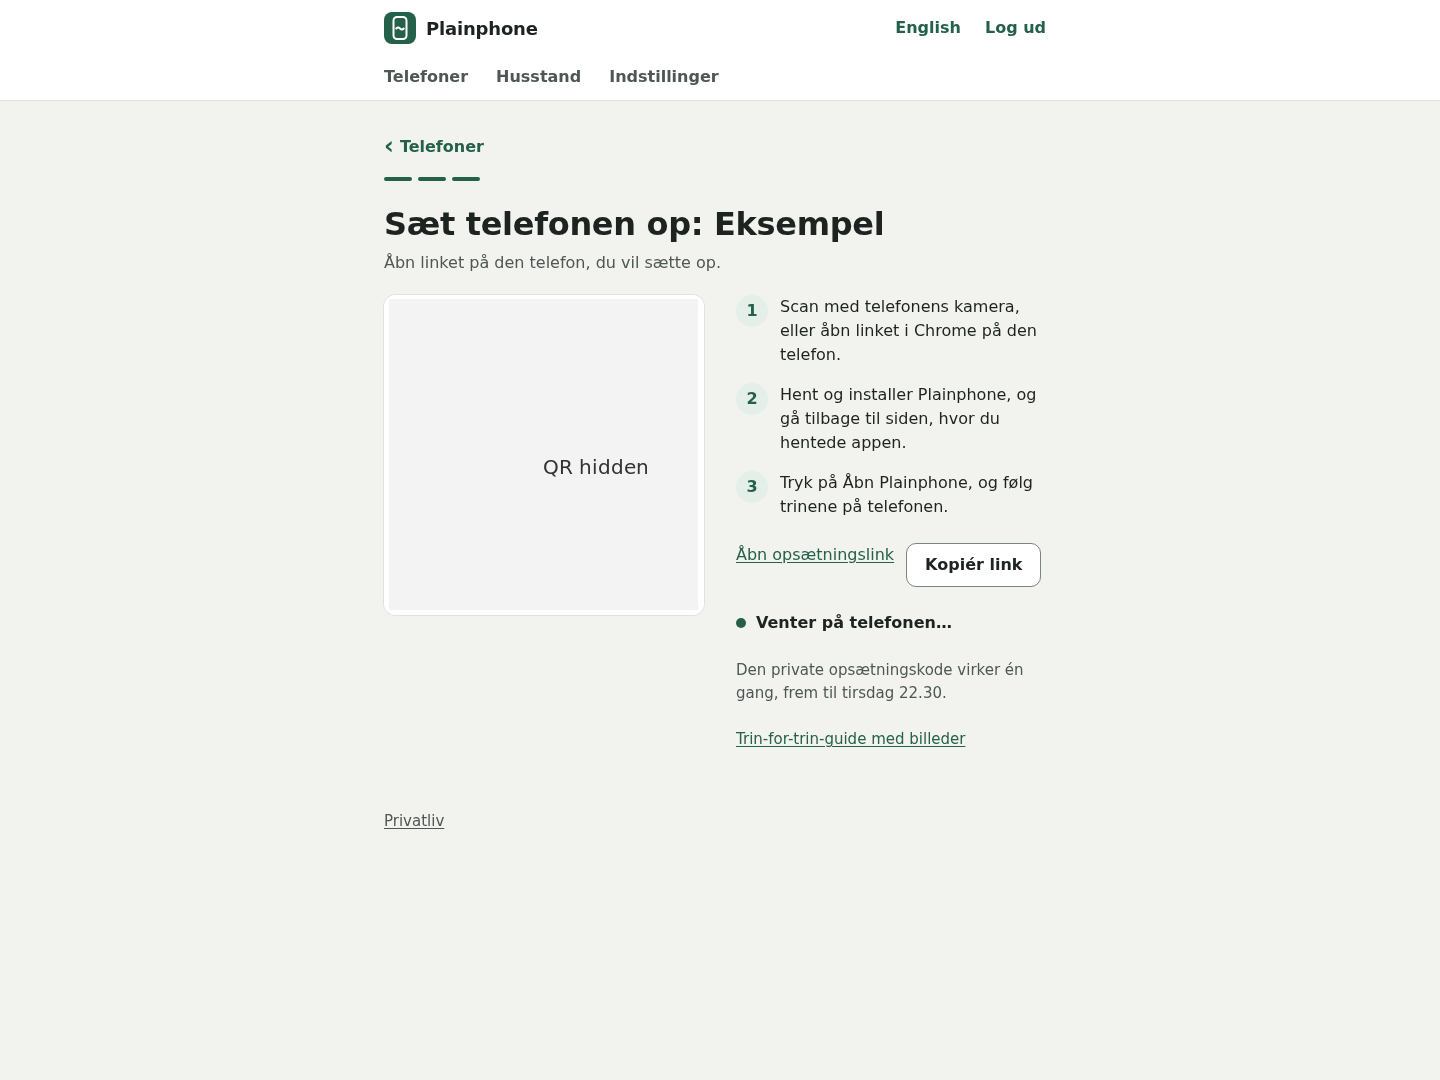 Plainphone
English
Log ud
Telefoner
Husstand
Indstillinger
‹ Telefoner
Sæt telefonen op: Eksempel
Åbn linket på den telefon, du vil sætte op.
QR hidden
1
Scan med telefonens kamera,
eller åbn linket i Chrome på den
telefon.
2
Hent og installer Plainphone, og
gå tilbage til siden, hvor du
hentede appen.
3
Tryk på Åbn Plainphone, og følg
trinene på telefonen.
Åbn opsætningslink
Kopiér link
Venter på telefonen…
Den private opsætningskode virker én
gang, frem til tirsdag 22.30.
Trin-for-trin-guide med billeder
Privatliv